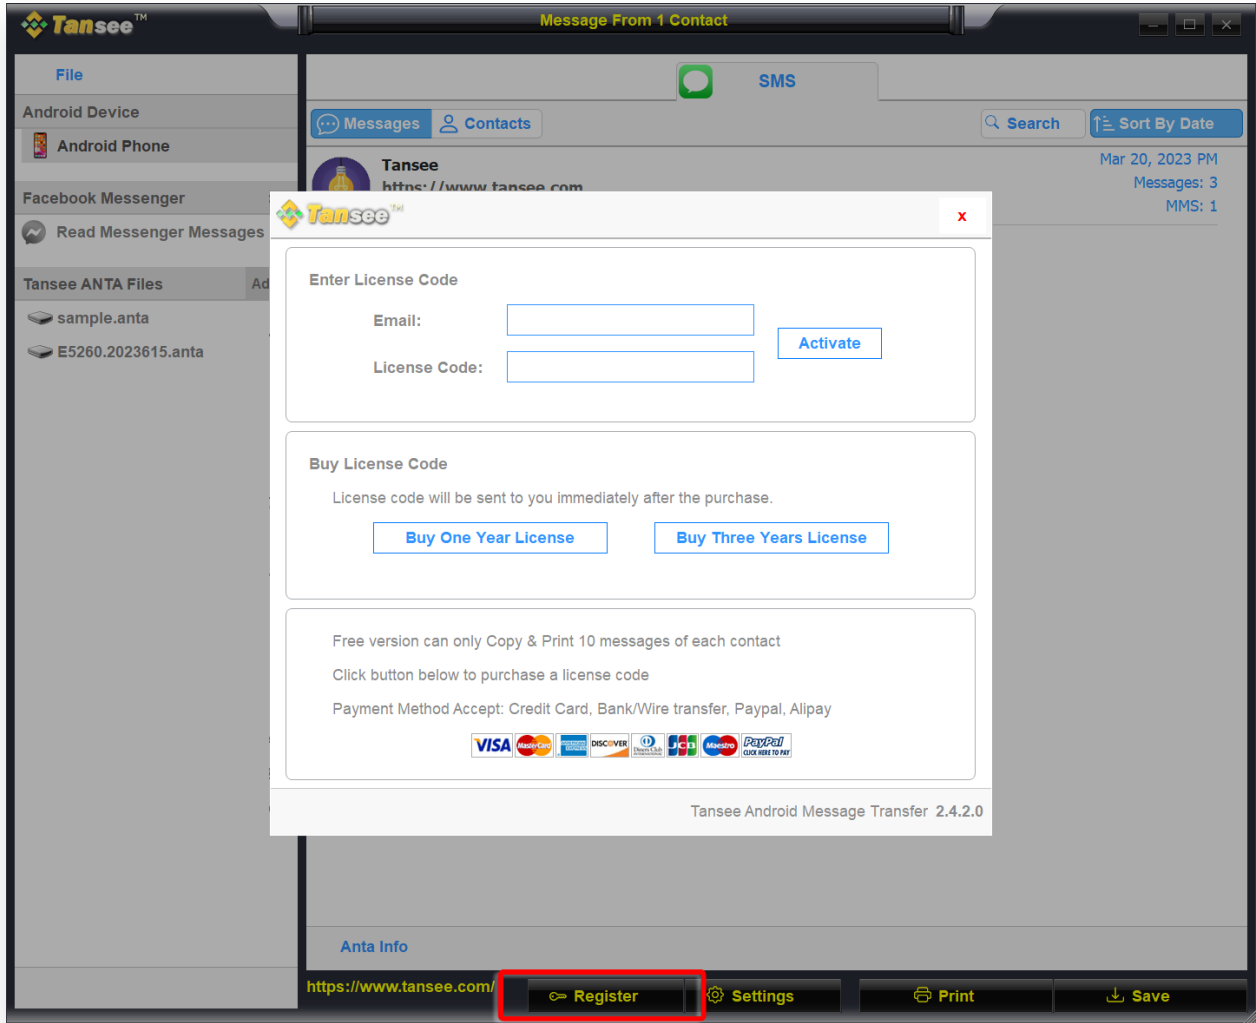 Tansee™
Message From 1 Contact
File
SMS
Android Device
Messages
Contacts
Search
Sort By Date
Android Phone
Tansee
https://www.tansee.com
Mar 20, 2023 PM
Messages: 3
MMS: 1
Facebook Messenger
Read Messenger Messages
Tansee ANTA Files
Ad
sample.anta
E5260.2023615.anta
Tansee™
x
Enter License Code
Email:
License Code:
Activate
Buy License Code
License code will be sent to you immediately after the purchase.
Buy One Year License
Buy Three Years License
Free version can only Copy & Print 10 messages of each contact
Click button below to purchase a license code
Payment Method Accept: Credit Card, Bank/Wire transfer, Paypal, Alipay
VISA MasterCard AMERICAN EXPRESS DISCOVER Diners Club JCB Maestro PayPal
CLICK HERE TO PAY
Tansee Android Message Transfer 2.4.2.0
Anta Info
https://www.tansee.com/
Register
Settings
Print
Save